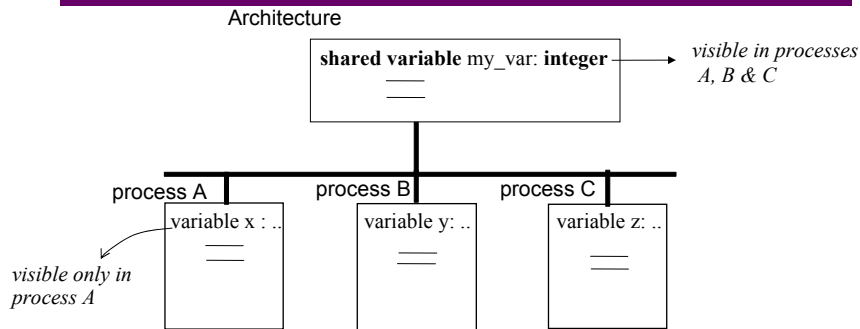 Architecture
shared variable my_var: integer
visible in processes
A, B & C
process A
process B
process C
variable x : ..
variable y: ..
variable z: ..
visible only in
process A